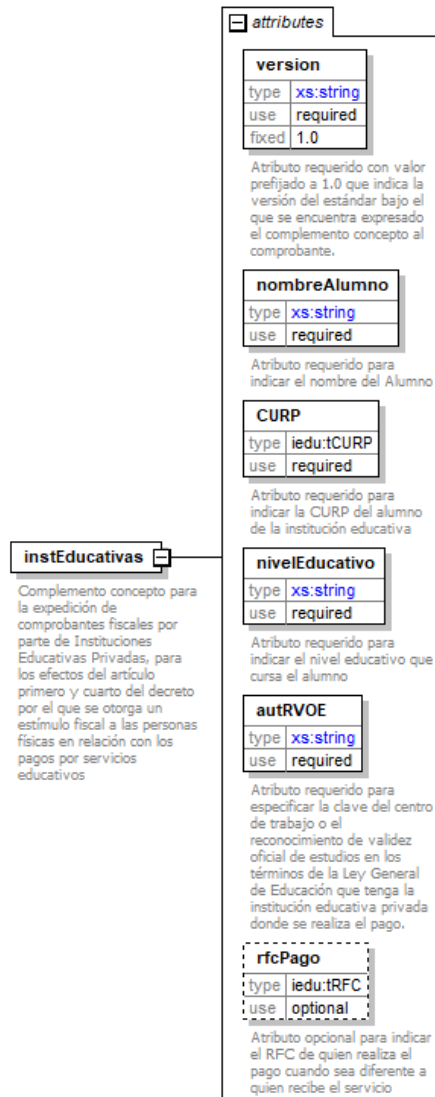 attributes
version
type xs:string
use required
fixed 1.0
Atributo requerido con valor
prefijado a 1.0 que indica la
versión del estándar bajo el
que se encuentra expresado
el complemento concepto al
comprobante.
nombreAlumno
type xs:string
use required
Atributo requerido para
indicar el nombre del Alumno
CURP
type iedu:tCURP
use required
Atributo requerido para
indicar la CURP del alumno
de la institución educativa
instEducativas
Complemento concepto para
la expedición de
comprobantes fiscales por
parte de Instituciones
Educativas Privadas, para
los efectos del artículo
primero y cuarto del decreto
por el que se otorga un
estímulo fiscal a las personas
físicas en relación con los
pagos por servicios
educativos
nivelEducativo
type xs:string
use required
Atributo requerido para
indicar el nivel educativo que
cursa el alumno
autRVOE
type xs:string
use required
Atributo requerido para
especificar la clave del centro
de trabajo o el
reconocimiento de validez
oficial de estudios en los
términos de la Ley General
de Educación que tenga la
institución educativa privada
donde se realiza el pago.
rfcPago
type iedu:tRFC
use optional
Atributo opcional para indicar
el RFC de quien realiza el
pago cuando sea diferente a
quien recibe el servicio